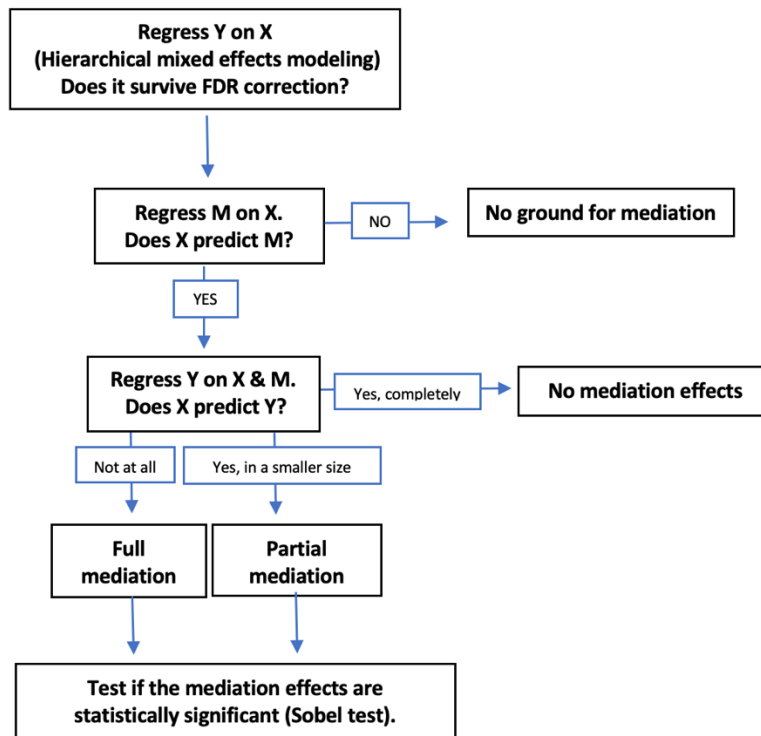 Regress Y on X
(Hierarchical mixed effects modeling)
Does it survive FDR correction?
Regress M on X.
Does X predict M?
NO
No ground for mediation
YES
Regress Y on X & M.
Does X predict Y?
Yes, completely
No mediation effects
Not at all
Yes, in a smaller size
Full
mediation
Partial
mediation
Test if the mediation effects are
statistically significant (Sobel test).